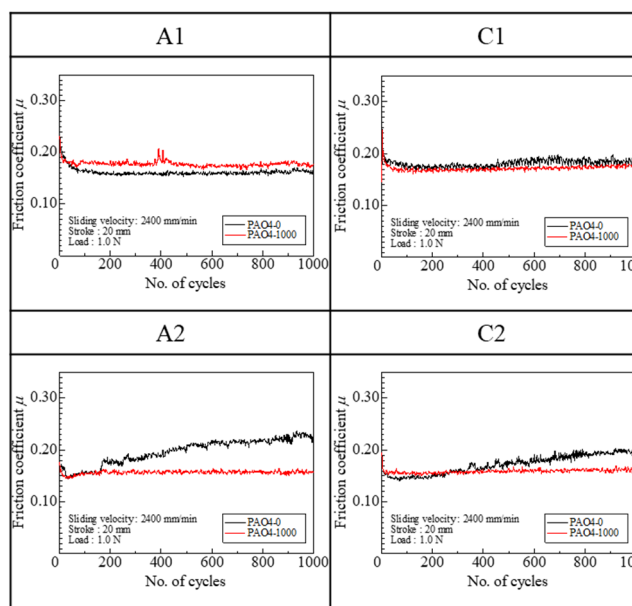 A1
C1
Friction coefficient μ
0.30
0.20
0.10
Sliding velocity: 2400 mm/min
Stroke : 20 mm
Load : 1.0 N
PAO4-0
PAO4-1000
0 200 400 600 800 1000
No. of cycles
Friction coefficient μ
0.30
0.20
0.10
Sliding velocity: 2400 mm/min
Stroke : 20 mm
Load : 1.0 N
PAO4-0
PAO4-1000
0 200 400 600 800
No. of cycles
A2
C2
Friction coefficient μ
0.30
0.20
0.10
Sliding velocity: 2400 mm/min
Stroke : 20 mm
Load : 1.0 N
PAO4-0
PAO4-1000
0 200 400 600 800 1000
No. of cycles
Friction coefficient μ
0.30
0.20
0.10
Sliding velocity: 2400 mm/min
Stroke : 20 mm
Load : 1.0 N
PAO4-0
PAO4-1000
0 200 400 600 800
No. of cycles